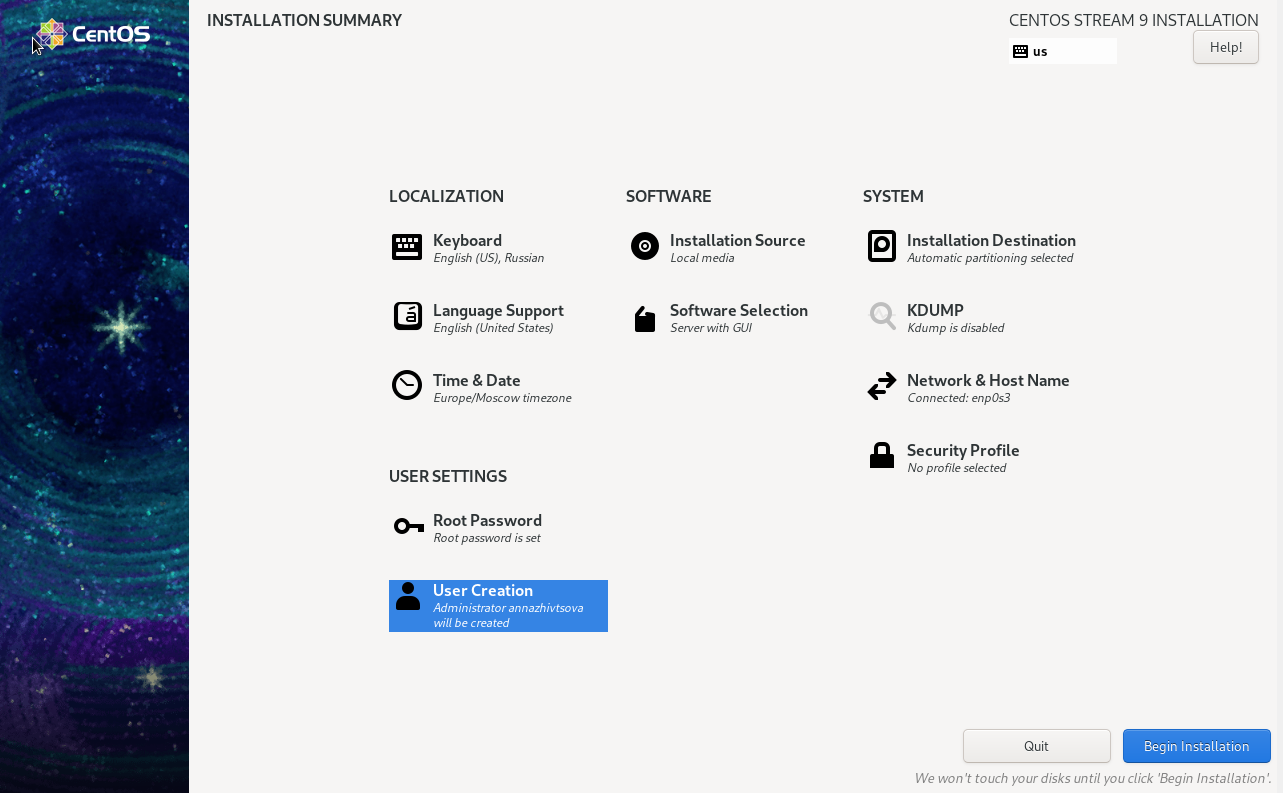 CentOS
INSTALLATION SUMMARY
CENTOS STREAM 9 INSTALLATION
us
Help!
LOCALIZATION
Keyboard
English (US), Russian
Language Support
English (United States)
Time & Date
Europe/Moscow timezone
SOFTWARE
Installation Source
Local media
Software Selection
Server with GUI
SYSTEM
Installation Destination
Automatic partitioning selected
KDUMP
Kdump is disabled
Network & Host Name
Connected: enp0s3
Security Profile
No profile selected
USER SETTINGS
Root Password
Root password is set
User Creation
Administrator annazhivtsova
will be created
Quit
Begin Installation
We won't touch your disks until you click 'Begin Installation'.